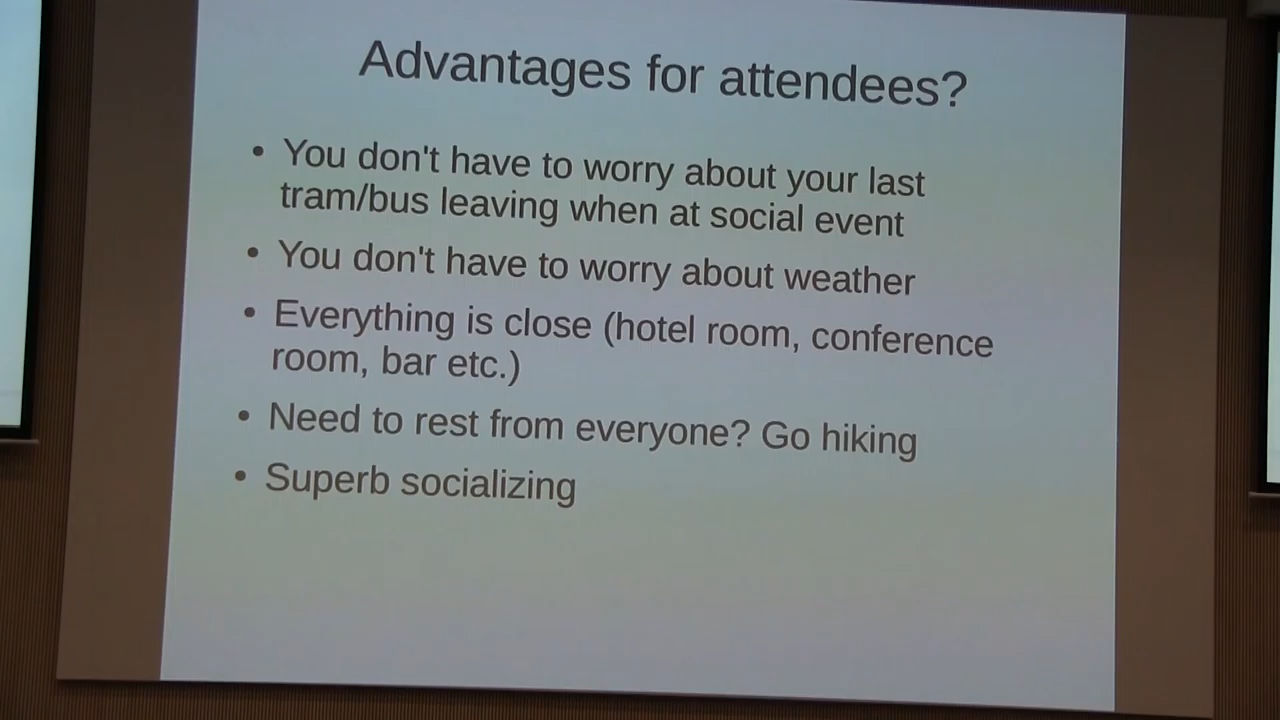 Advantages for attendees?
• You don't have to worry about your last
tram/bus leaving when at social event
• You don't have to worry about weather
• Everything is close (hotel room, conference
room, bar etc.)
• Need to rest from everyone? Go hiking
• Superb socializing